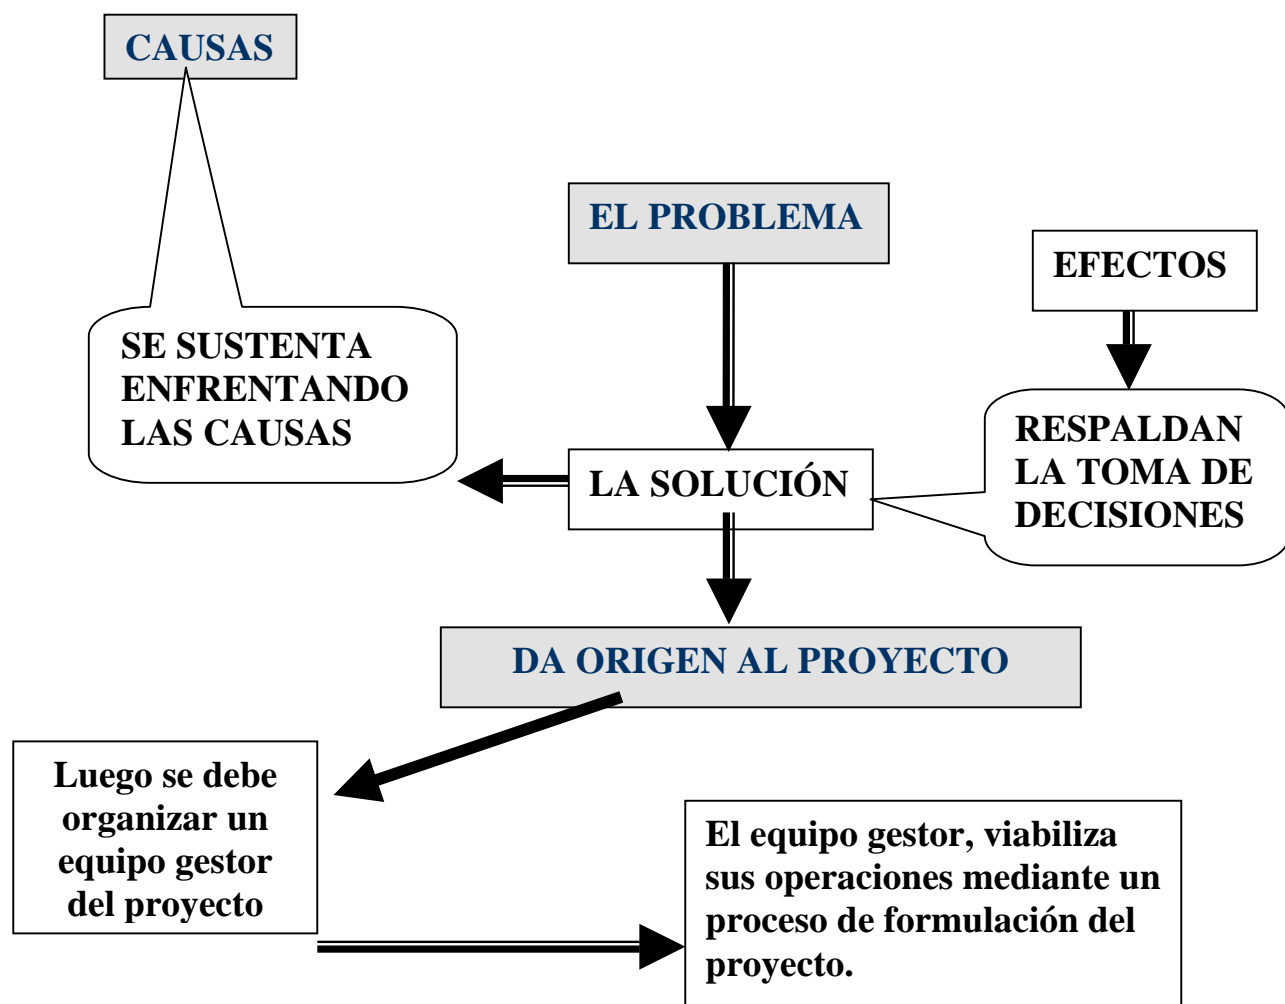 CAUSAS
EL PROBLEMA
EFECTOS
SE SUSTENTA
ENFRENTANDO
LAS CAUSAS
RESPALDAN
LA TOMA DE
DECISIONES
LA SOLUCIÓN
DA ORIGEN AL PROYECTO
Luego se debe
organizar un
equipo gestor
del proyecto
El equipo gestor, viabiliza
sus operaciones mediante un
proceso de formulación del
proyecto.